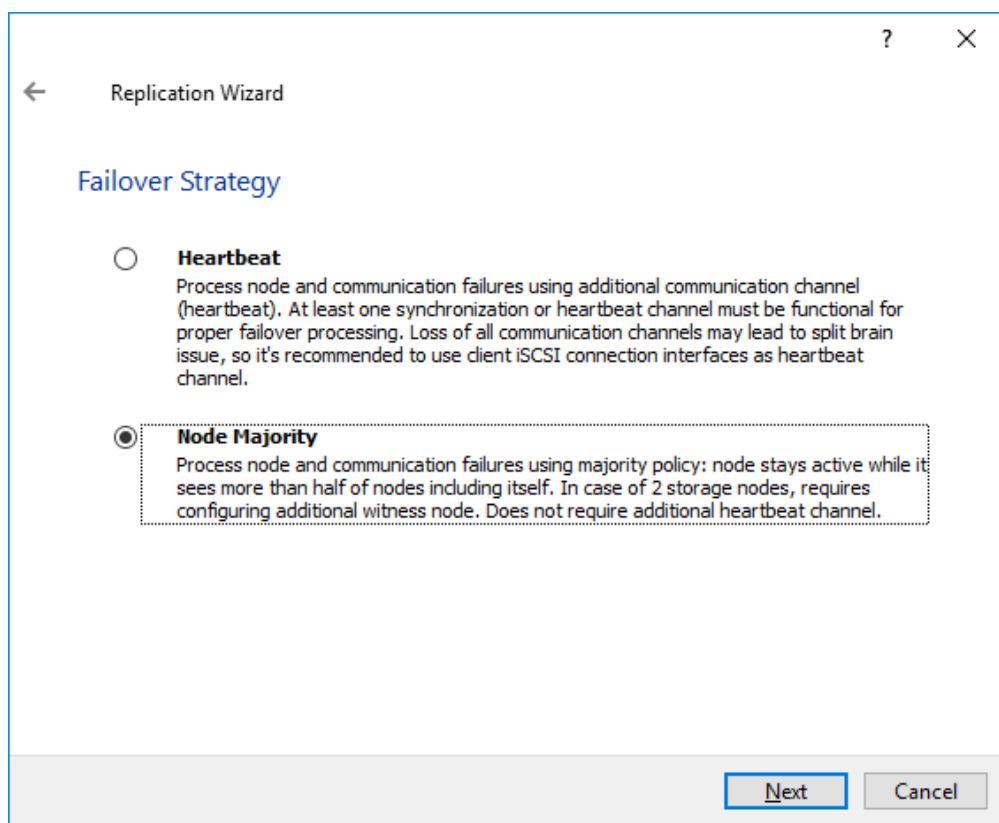 ?
Replication Wizard
Failover Strategy
Heartbeat
Process node and communication failures using additional communication channel
(heartbeat). At least one synchronization or heartbeat channel must be functional for
proper failover processing. Loss of all communication channels may lead to split brain
issue, so it's recommended to use client iSCSI connection interfaces as heartbeat
channel.
Node Majority
Process node and communication failures using majority policy: node stays active while it
sees more than half of nodes including itself. In case of 2 storage nodes, requires
configuring additional witness node. Does not require additional heartbeat channel.
Next
Cancel